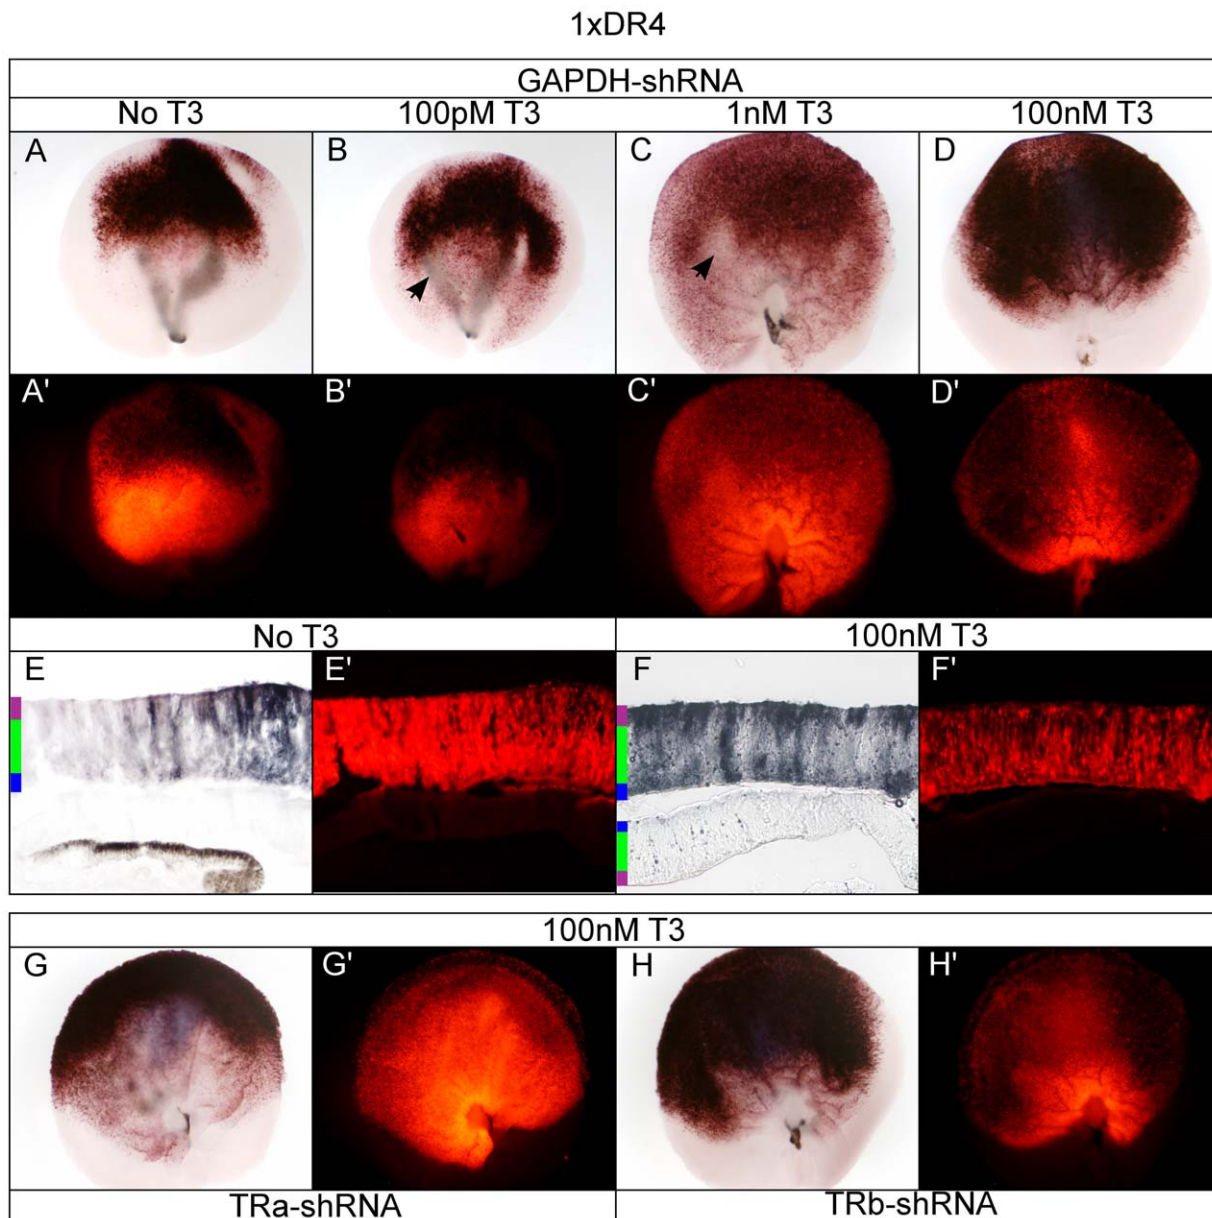 1xDR4
GAPDH-shRNA
No T3 100pM T3 1nM T3 100nM T3
A B C D
A' B' C' D'
No T3 100nM T3
E E' F F'
100nM T3
G G' H H'
TRa-shRNA TRb-shRNA